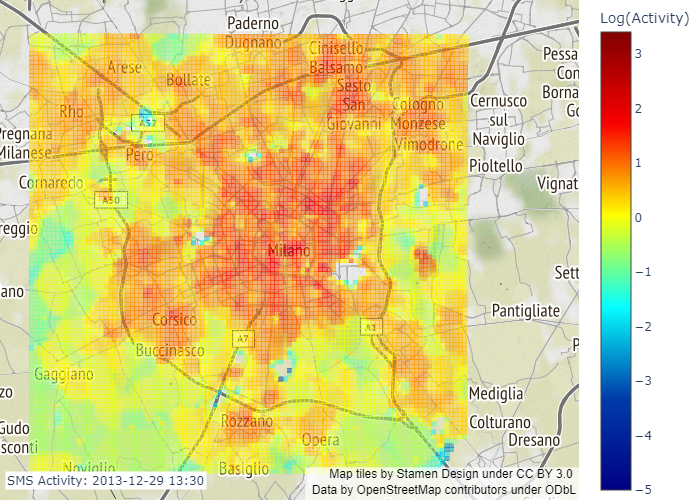 Log(Activity)
3
2
1
0
−1
−2
−3
−4
−5
Paderno
Dugnano
Cinisello
Balsamo
Arese
Bollate
Sesto
San
Giovanni
Cologno
Monzese
Vimodrone
Cernusco
sul
Naviglio
Pioltello
Pessa
Con
Borna
Go
Vignat
Rho
A52
Pero
Pregnana
Milanese
Cornaredo
A50
reggio
Milano
ano
Corsico
Buccinasco
A7
A1
Sett
Pantigliate
P
Gaggiano
zo
Gudo
sconti
Rozzano
Opera
Mediglia
Colturano
Dresano
Noviglio
Basiglio
SMS Activity: 2013-12-29 13:30
Map tiles by Stamen Design under CC BY 3.0
Data by OpenStreetMap contributors under ODbL